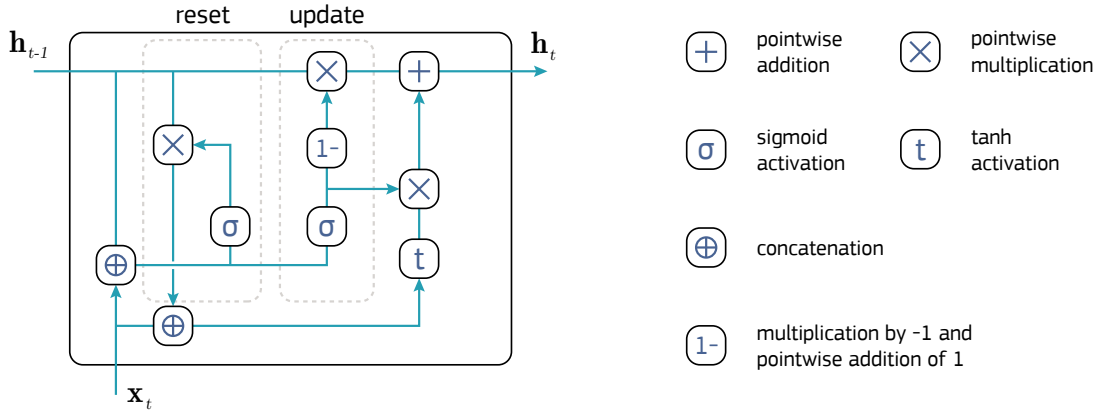 reset update
h_{t-1}
h_t
1-
σ
σ
t
x_t
pointwise
addition
pointwise
multiplication
σ
sigmoid
activation
t
tanh
activation
concatenation
1-
multiplication by -1 and
pointwise addition of 1